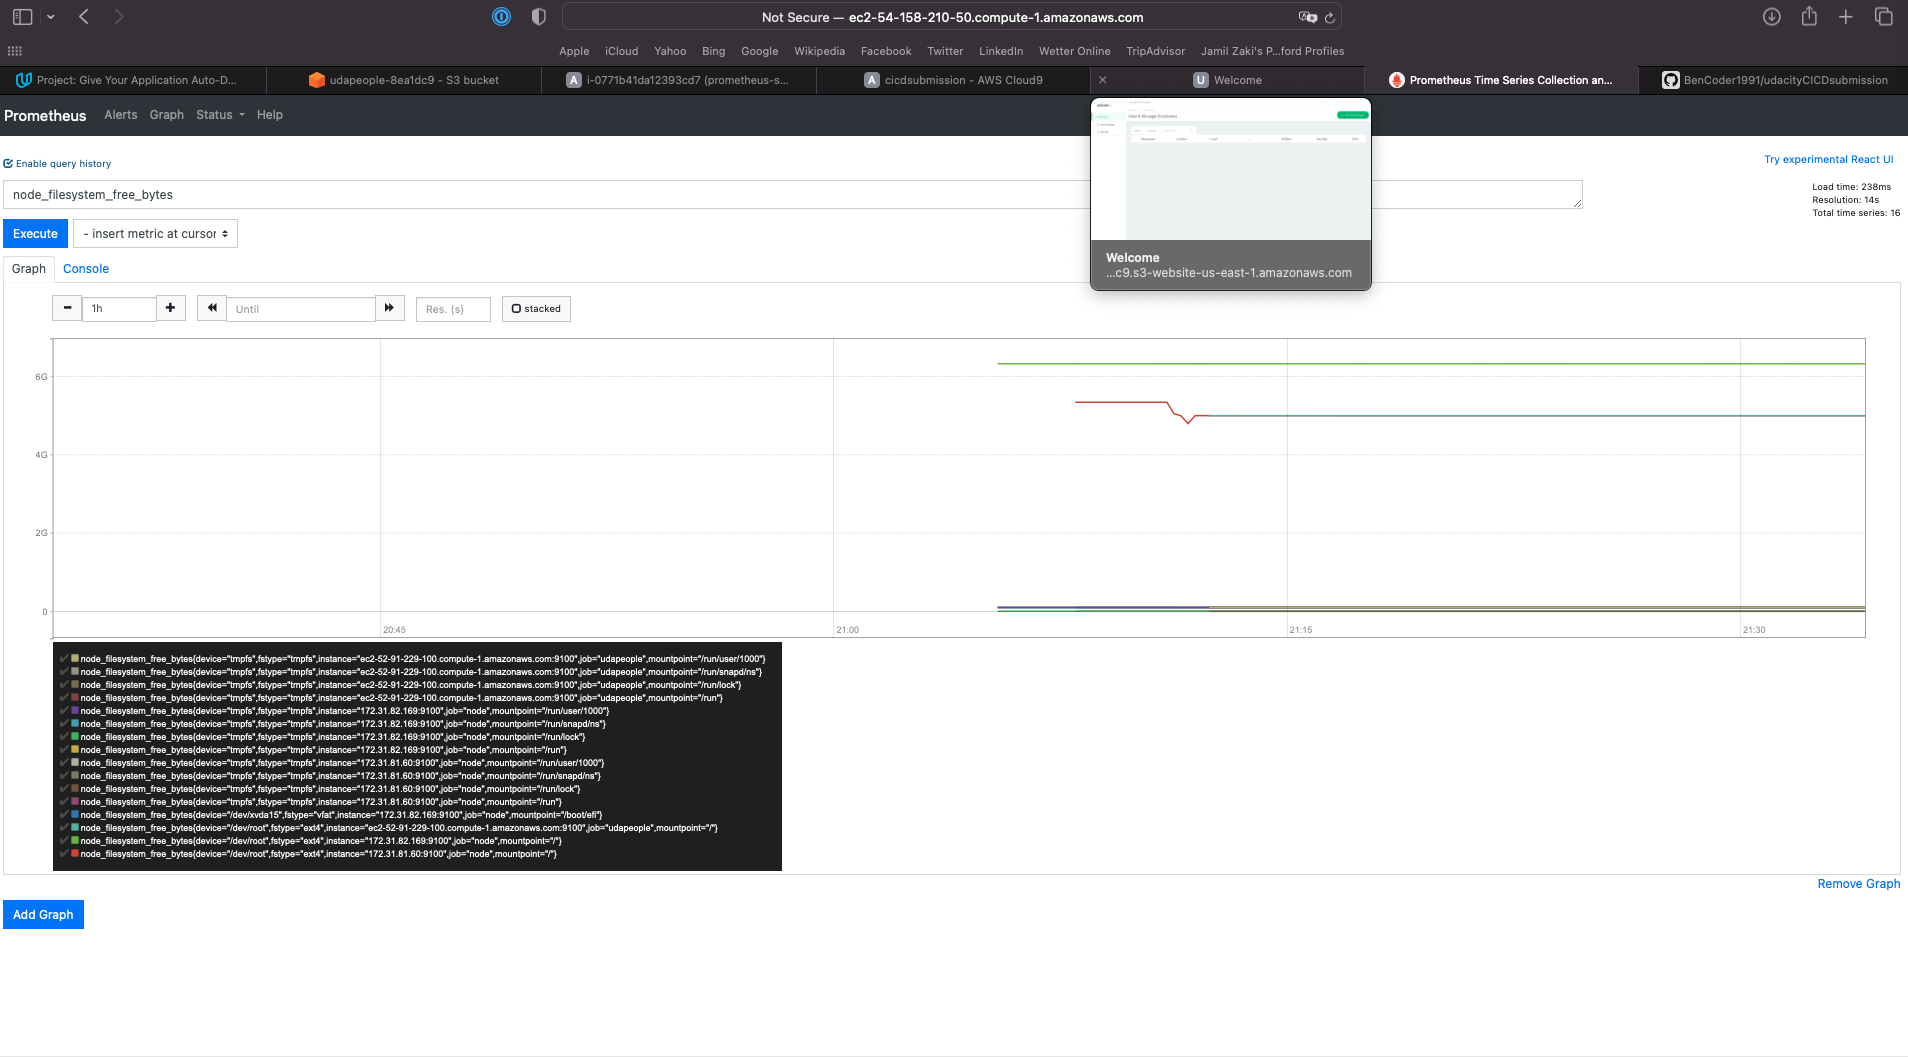 Not Secure — ec2-54-158-210-50.compute-1.amazonaws.com
Apple iCloud Yahoo Bing Google Wikipedia Facebook Twitter LinkedIn Wetter Online TripAdvisor Jamil Zaki's P...ford Profiles
Project: Give Your Application Auto-D...
udapeople-8ea1dc9 - S3 bucket
A i-0771b41da12393cd7 (prometheus-s...
A cicdsubmission - AWS Cloud9
U Welcome
Prometheus Time Series Collection an...
BenCoder1991/udacityCICDsubmission
Prometheus Alerts Graph Status Help
View & Manage Employees
Enable query history
Try experimental React UI
node_filesystem_free_bytes
Load time: 238ms
Resolution: 14s
Total time series: 16
Execute
- insert metric at cursor
Welcome
...c9.s3-website-us-east-1.amazonaws.com
Graph Console
1h
Until
Res. (s)
stacked
6G
4G
2G
0
20:45 21:00 21:15 21:30
node_filesystem_free_bytes{device="tmpfs",fstype="tmpfs",instance="ec2-52-91-229-100.compute-1.amazonaws.com:9100",job="udapeople",mountpoint="/run/user/1000"}
node_filesystem_free_bytes{device="tmpfs",fstype="tmpfs",instance="ec2-52-91-229-100.compute-1.amazonaws.com:9100",job="udapeople",mountpoint="/run/snapd/ns"}
node_filesystem_free_bytes{device="tmpfs",fstype="tmpfs",instance="ec2-52-91-229-100.compute-1.amazonaws.com:9100",job="udapeople",mountpoint="/run/lock"}
node_filesystem_free_bytes{device="tmpfs",fstype="tmpfs",instance="ec2-52-91-229-100.compute-1.amazonaws.com:9100",job="udapeople",mountpoint="/run"}
node_filesystem_free_bytes{device="tmpfs",fstype="tmpfs",instance="172.31.82.169:9100",job="node",mountpoint="/run/user/1000"}
node_filesystem_free_bytes{device="tmpfs",fstype="tmpfs",instance="172.31.82.169:9100",job="node",mountpoint="/run/snapd/ns"}
node_filesystem_free_bytes{device="tmpfs",fstype="tmpfs",instance="172.31.82.169:9100",job="node",mountpoint="/run/lock"}
node_filesystem_free_bytes{device="tmpfs",fstype="tmpfs",instance="172.31.82.169:9100",job="node",mountpoint="/run"}
node_filesystem_free_bytes{device="tmpfs",fstype="tmpfs",instance="172.31.81.60:9100",job="node",mountpoint="/run/user/1000"}
node_filesystem_free_bytes{device="tmpfs",fstype="tmpfs",instance="172.31.81.60:9100",job="node",mountpoint="/run/snapd/ns"}
node_filesystem_free_bytes{device="tmpfs",fstype="tmpfs",instance="172.31.81.60:9100",job="node",mountpoint="/run/lock"}
node_filesystem_free_bytes{device="tmpfs",fstype="tmpfs",instance="172.31.81.60:9100",job="node",mountpoint="/run"}
node_filesystem_free_bytes{device="/dev/xvda15",fstype="vfat",instance="172.31.82.169:9100",job="node",mountpoint="/boot/efi"}
node_filesystem_free_bytes{device="/dev/root",fstype="ext4",instance="ec2-52-91-229-100.compute-1.amazonaws.com:9100",job="udapeople",mountpoint="/"}
node_filesystem_free_bytes{device="/dev/root",fstype="ext4",instance="172.31.82.169:9100",job="node",mountpoint="/"}
node_filesystem_free_bytes{device="/dev/root",fstype="ext4",instance="172.31.81.60:9100",job="node",mountpoint="/"}
Remove Graph
Add Graph